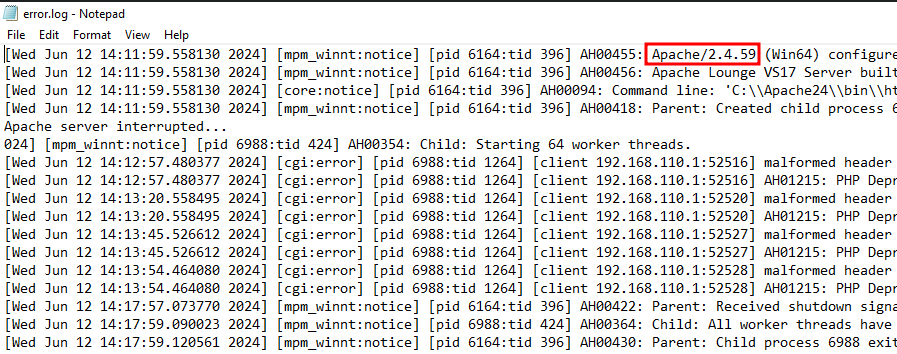 error.log - Notepad
File Edit Format View Help
[Wed Jun 12 14:11:59.558130 2024] [mpm_winnt:notice] [pid 6164:tid 396] AH00455: Apache/2.4.59 (Win64) configure
[Wed Jun 12 14:11:59.558130 2024] [mpm_winnt:notice] [pid 6164:tid 396] AH00456: Apache Lounge VS17 Server built
[Wed Jun 12 14:11:59.558130 2024] [core:notice] [pid 6164:tid 396] AH00094: Command line: 'C:\\Apache24\\bin\\ht
[Wed Jun 12 14:11:59.558130 2024] [mpm_winnt:notice] [pid 6164:tid 396] AH00418: Parent: Created child process 6
Apache server interrupted...
024] [mpm_winnt:notice] [pid 6988:tid 424] AH00354: Child: Starting 64 worker threads.
[Wed Jun 12 14:12:57.480377 2024] [cgi:error] [pid 6988:tid 1264] [client 192.168.110.1:52516] malformed header
[Wed Jun 12 14:12:57.480377 2024] [cgi:error] [pid 6988:tid 1264] [client 192.168.110.1:52516] AH01215: PHP Depr
[Wed Jun 12 14:13:20.558495 2024] [cgi:error] [pid 6988:tid 1264] [client 192.168.110.1:52520] malformed header
[Wed Jun 12 14:13:20.558495 2024] [cgi:error] [pid 6988:tid 1264] [client 192.168.110.1:52520] AH01215: PHP Depr
[Wed Jun 12 14:13:45.526612 2024] [cgi:error] [pid 6988:tid 1264] [client 192.168.110.1:52527] malformed header
[Wed Jun 12 14:13:45.526612 2024] [cgi:error] [pid 6988:tid 1264] [client 192.168.110.1:52527] AH01215: PHP Depr
[Wed Jun 12 14:13:54.464080 2024] [cgi:error] [pid 6988:tid 1264] [client 192.168.110.1:52528] malformed header
[Wed Jun 12 14:13:54.464080 2024] [cgi:error] [pid 6988:tid 1264] [client 192.168.110.1:52528] AH01215: PHP Depr
[Wed Jun 12 14:17:57.073770 2024] [mpm_winnt:notice] [pid 6164:tid 396] AH00422: Parent: Received shutdown signa
[Wed Jun 12 14:17:59.090023 2024] [mpm_winnt:notice] [pid 6988:tid 424] AH00364: Child: All worker threads have
[Wed Jun 12 14:17:59.120561 2024] [mpm_winnt:notice] [pid 6164:tid 396] AH00430: Parent: Child process 6988 exit